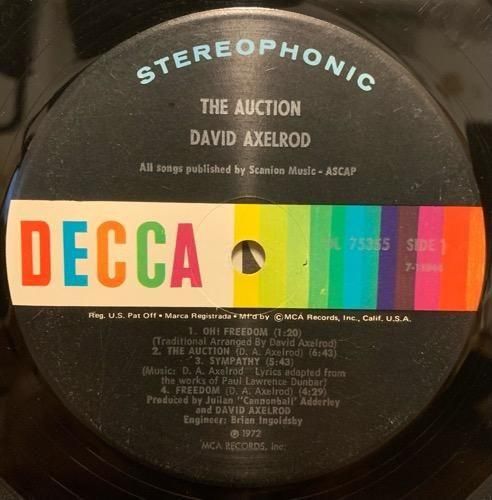 STEREOPHONIC
THE AUCTION
DAVID AXELROD
All songs published by Scanion Music - ASCAP
DECCA
DL 75355 SIDE 1
Reg. U.S. Pat Off • Marca Registrada • Mf'd by ©MCA Records, Inc., Calif. U.S.A.
1. OH! FREEDOM (1:20)
(Traditional Arranged By David Axelrod)
2. THE AUCTION (D. A. Axelrod) (6:43)
3. SYMPATHY (5:43)
(Music: D. A. Axelrod Lyrics adapted from
the works of Paul Lawrence Dunbar)
4. FREEDOM (D. A. Axelrod) (4:29)
Produced by Julian "Cannonball" Adderley
and DAVID AXELROD
Engineer: Brian Ingoldsby
℗ 1972
MCA RECORDS, Inc.